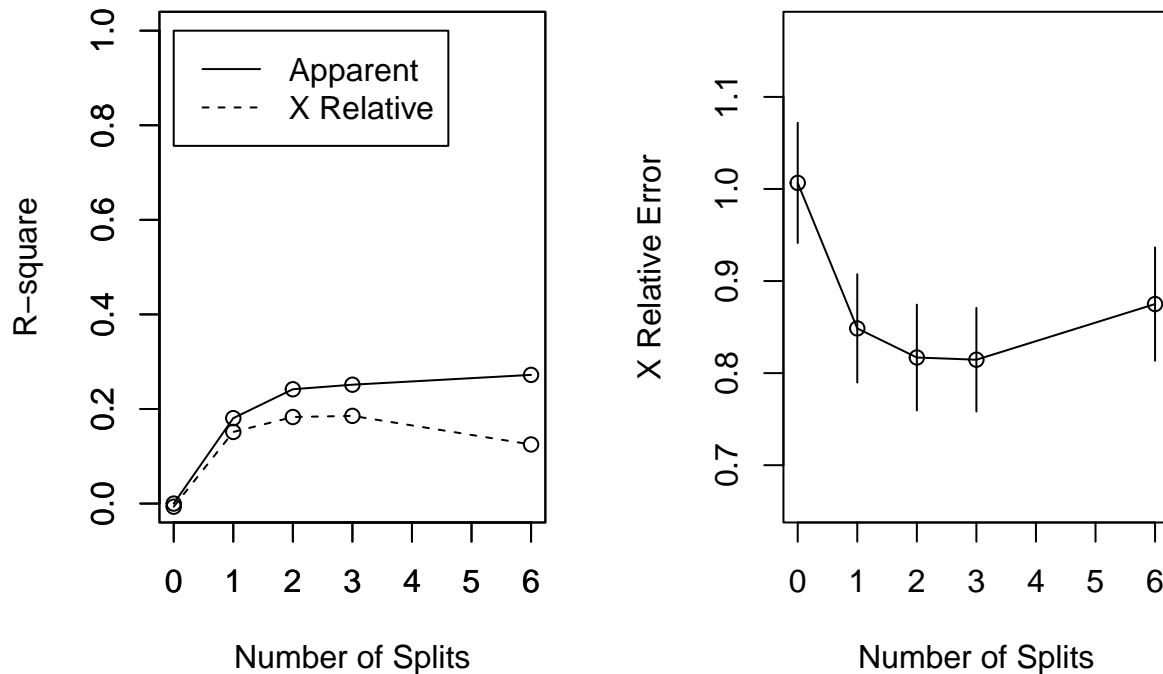 1.0
0.8
0.6
0.4
0.2
0.0
R−square
Apparent
X Relative
0 1 2 3 4 5 6
Number of Splits
1.1
1.0
0.9
0.8
0.7
X Relative Error
0 1 2 3 4 5 6
Number of Splits